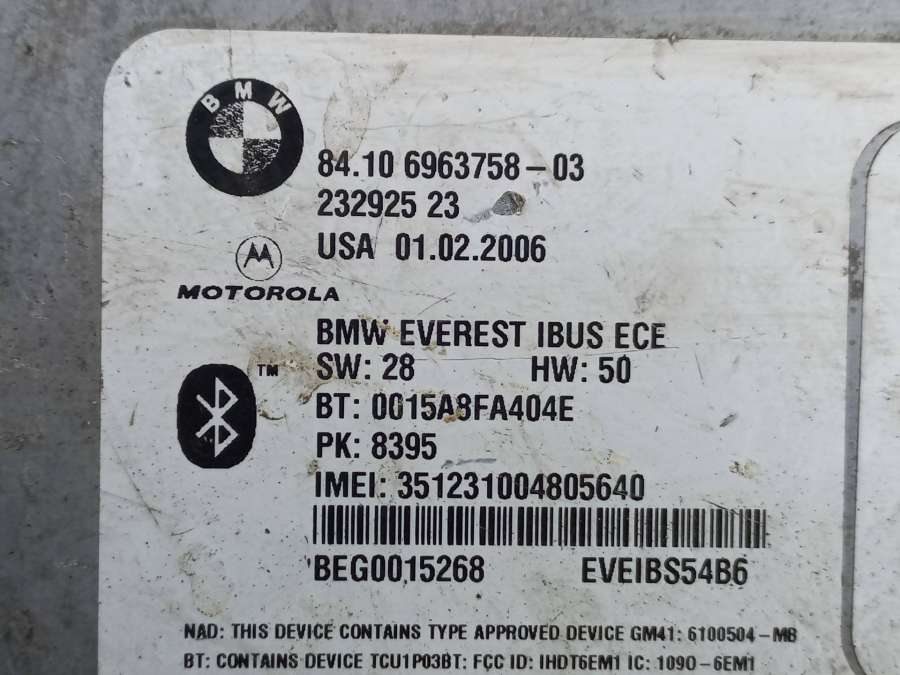 BMW
84.10 6963758-03
232925 23
USA 01.02.2006
MOTOROLA
BMW EVEREST IBUS ECE
TM
SW: 28 HW: 50
BT: 0015A8FA404E
PK: 8395
IMEI: 351231004805640
BEG0015268 EVEIBS54B6
NAD: THIS DEVICE CONTAINS TYPE APPROVED DEVICE GM41: 6100504-MB
BT: CONTAINS DEVICE TCU1P03BT: FCC ID: IHDT6EM1 IC: 109O-6EM1